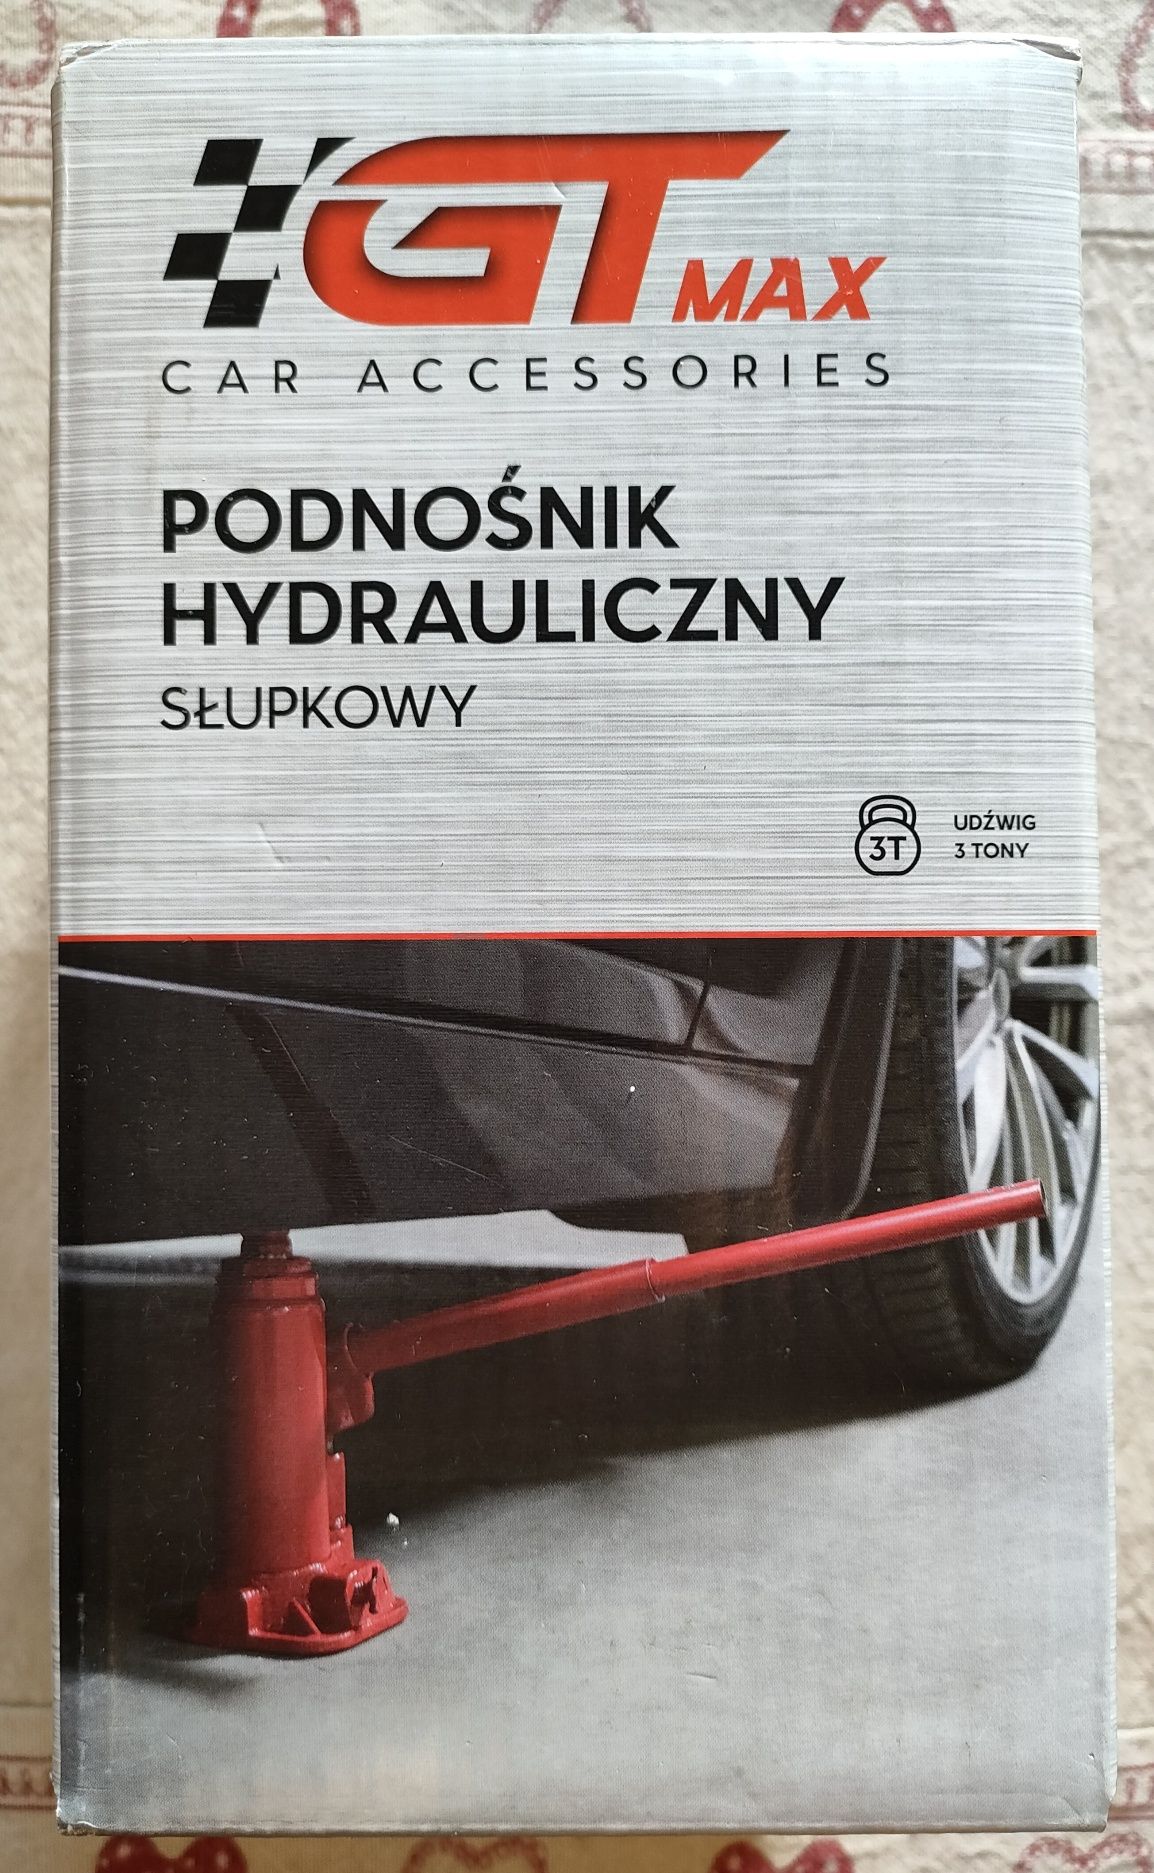 GT MAX
CAR ACCESSORIES
PODNOŚNIK
HYDRAULICZNY
SŁUPKOWY
3T
UDŹWIG
3 TONY